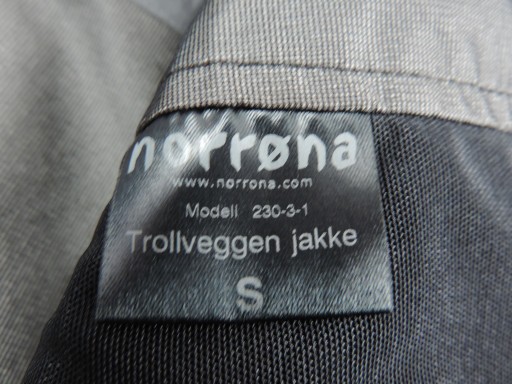 norrøna
www.norrona.com
Modell 230-3-1
Trollveggen jakke
S